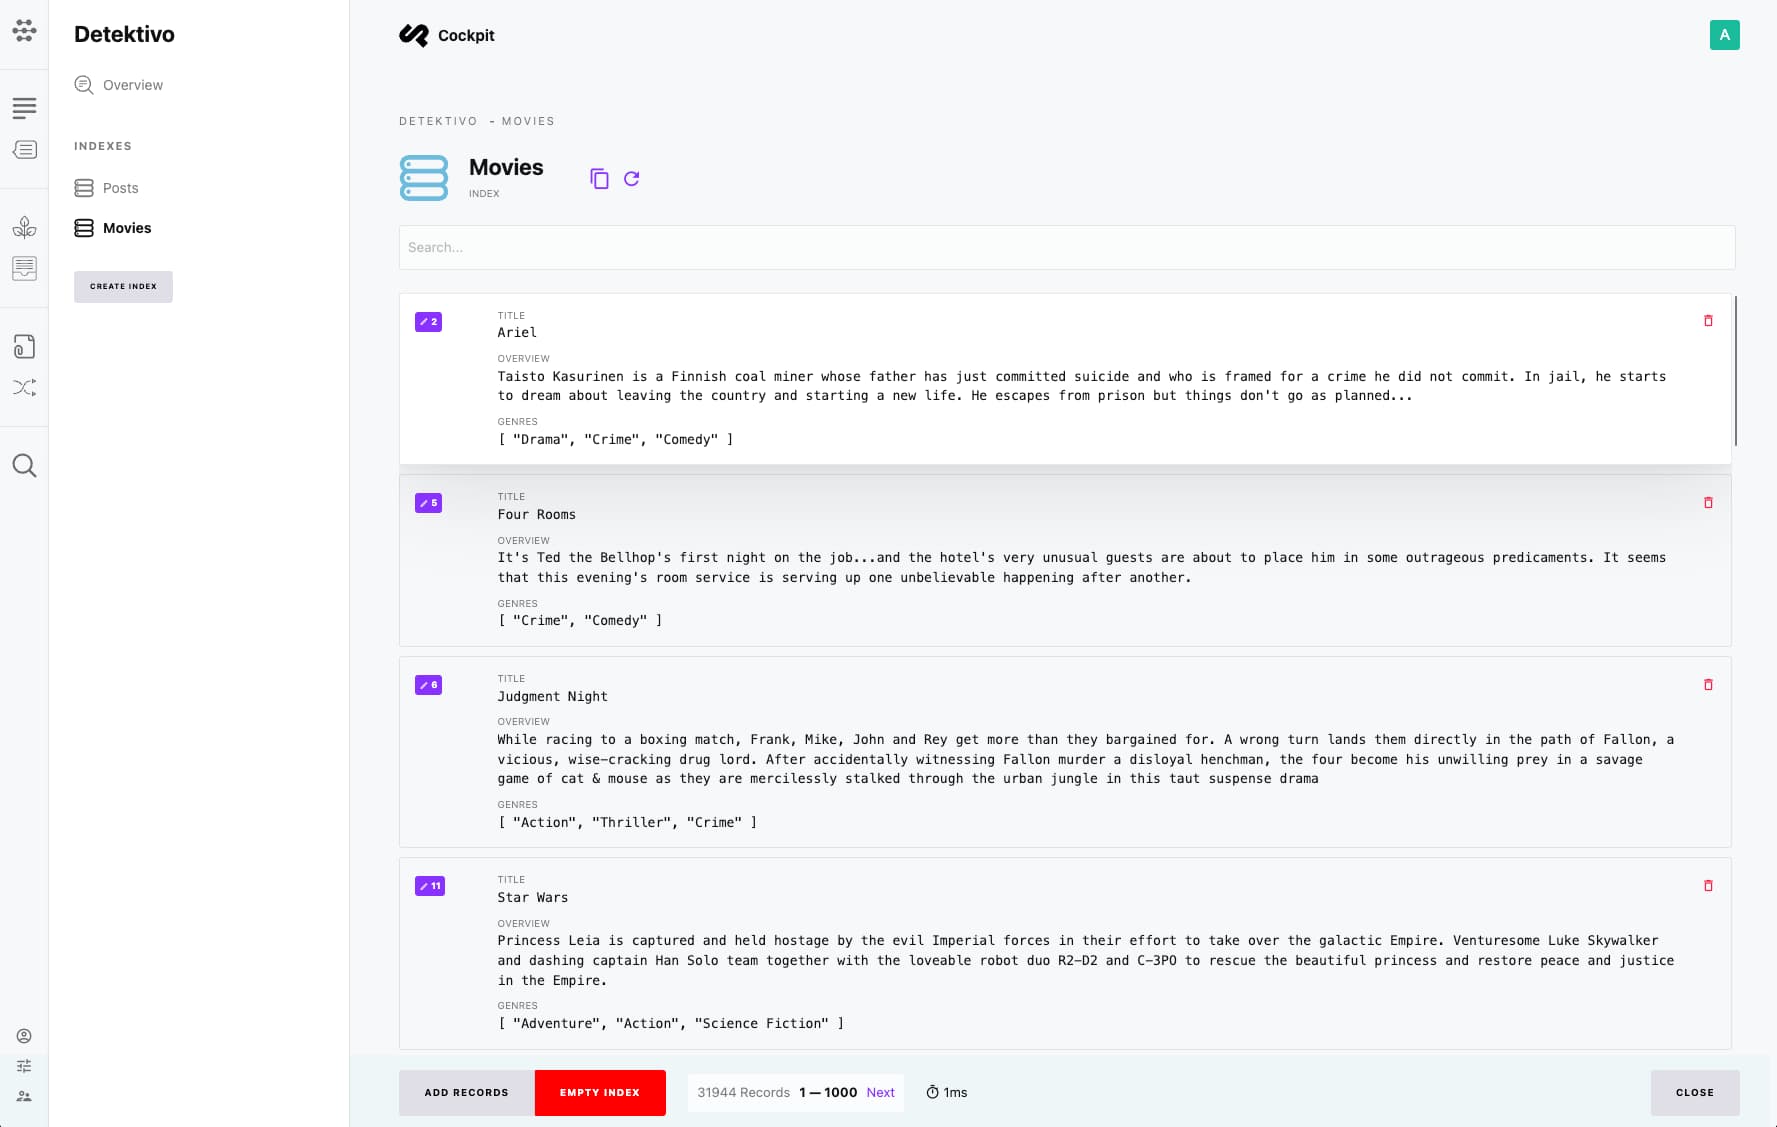 Detektivo
Overview
INDEXES
Posts
Movies
CREATE INDEX
Cockpit
A
DETEKTIVO - MOVIES
Movies
INDEX
Search...
2
TITLE
Ariel
OVERVIEW
Taisto Kasurinen is a Finnish coal miner whose father has just committed suicide and who is framed for a crime he did not commit. In jail, he starts
to dream about leaving the country and starting a new life. He escapes from prison but things don't go as planned...
GENRES
[ "Drama", "Crime", "Comedy" ]
5
TITLE
Four Rooms
OVERVIEW
It's Ted the Bellhop's first night on the job...and the hotel's very unusual guests are about to place him in some outrageous predicaments. It seems
that this evening's room service is serving up one unbelievable happening after another.
GENRES
[ "Crime", "Comedy" ]
6
TITLE
Judgment Night
OVERVIEW
While racing to a boxing match, Frank, Mike, John and Rey get more than they bargained for. A wrong turn lands them directly in the path of Fallon, a
vicious, wise-cracking drug lord. After accidentally witnessing Fallon murder a disloyal henchman, the four become his unwilling prey in a savage
game of cat & mouse as they are mercilessly stalked through the urban jungle in this taut suspense drama
GENRES
[ "Action", "Thriller", "Crime" ]
11
TITLE
Star Wars
OVERVIEW
Princess Leia is captured and held hostage by the evil Imperial forces in their effort to take over the galactic Empire. Venturesome Luke Skywalker
and dashing captain Han Solo team together with the loveable robot duo R2-D2 and C-3PO to rescue the beautiful princess and restore peace and justice
in the Empire.
GENRES
[ "Adventure", "Action", "Science Fiction" ]
ADD RECORDS EMPTY INDEX 31944 Records 1 — 1000 Next 1ms CLOSE